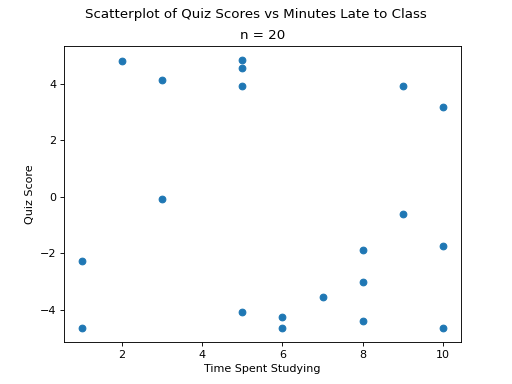 Scatterplot of Quiz Scores vs Minutes Late to Class
n = 20
4
2
0
−2
−4
Quiz Score
2 4 6 8 10
Time Spent Studying